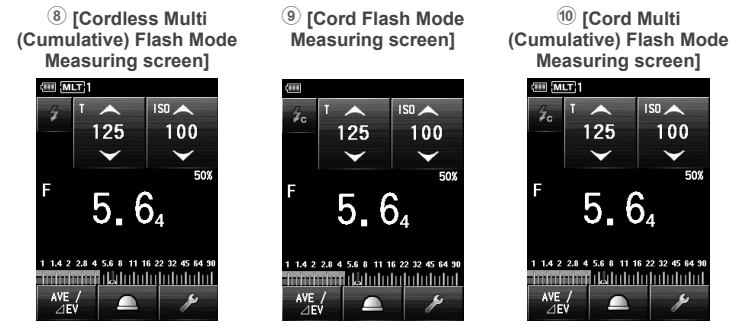 ⑧ [Cordless Multi
(Cumulative) Flash Mode
Measuring screen]
MLT 1
T
125
ISO
100
50%
F
5.6₄
1 1.4 2 2.8 4 5.6 8 11 16 22 32 45 64 90
AVE /
⊿EV
⑨ [Cord Flash Mode
Measuring screen]
C
T
125
ISO
100
50%
F
5.6₄
1 1.4 2 2.8 4 5.6 8 11 16 22 32 45 64 90
AVE /
⊿EV
⑩ [Cord Multi
(Cumulative) Flash Mode
Measuring screen]
MLT 1
C
T
125
ISO
100
50%
F
5.6₄
1 1.4 2 2.8 4 5.6 8 11 16 22 32 45 64 90
AVE /
⊿EV